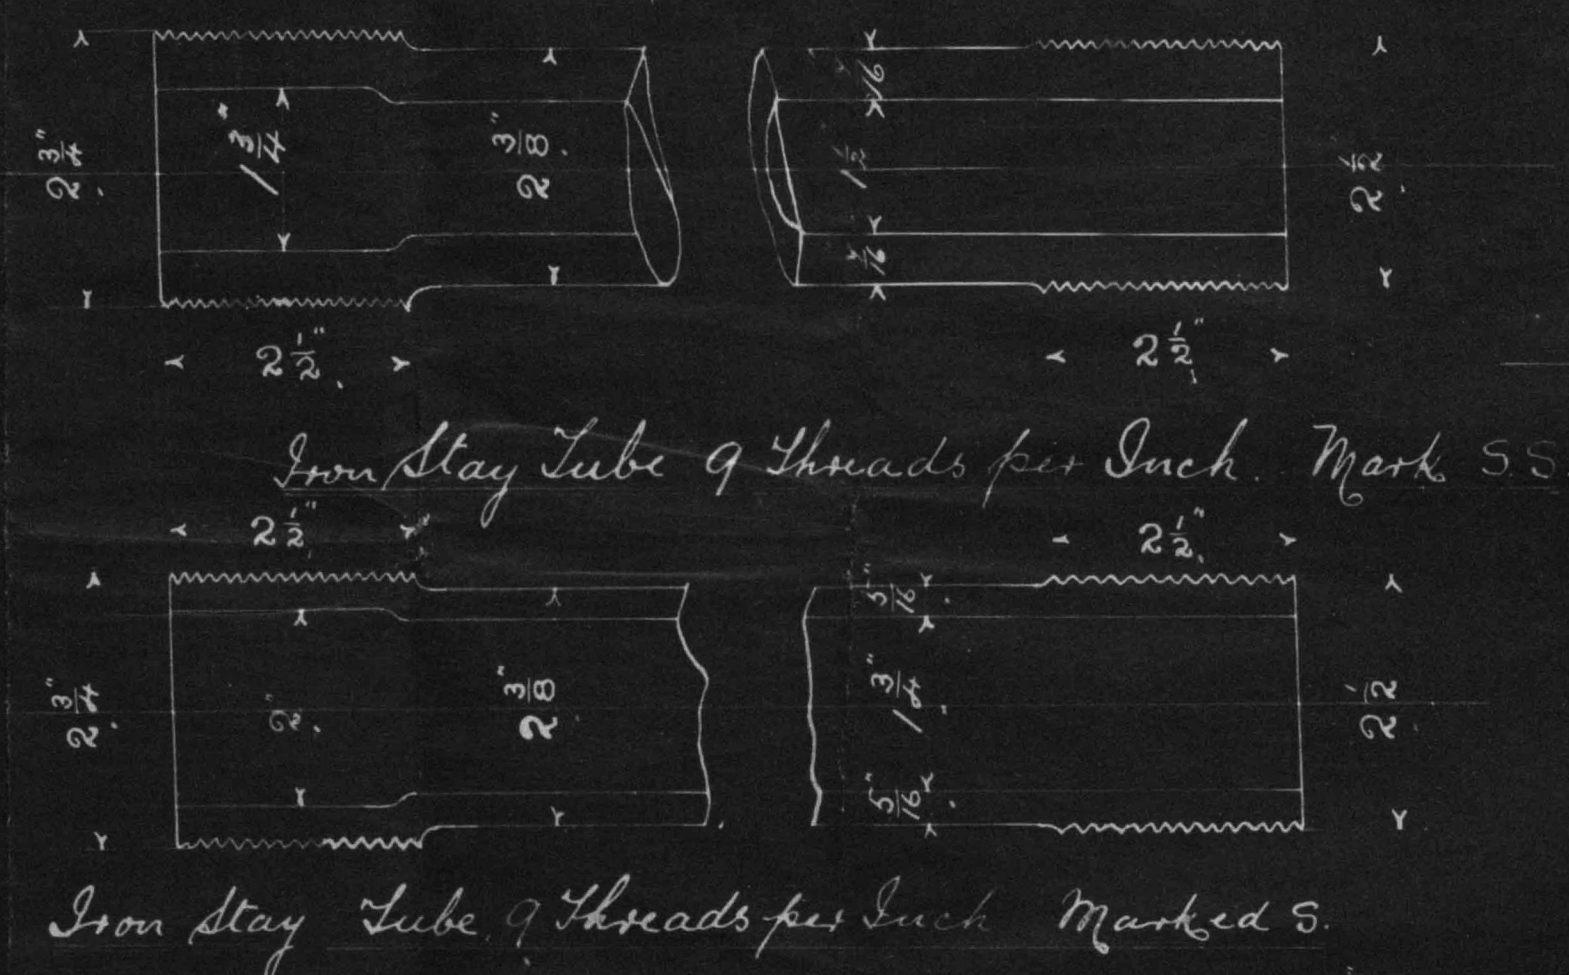 2 3/4" 1 3/4" 2 3/8" 7/16 1 1/2 7/16 2 1/2
2 1/2" 2 1/2"
Iron Stay Tube 9 Threads per Inch. Mark S.S
2 1/2" 2 1/2"
2 3/4" 2" 2 3/8" 5/16" 1 3/4" 5/16" 2 1/2
Iron Stay Tube 9 Threads per Inch Marked S.